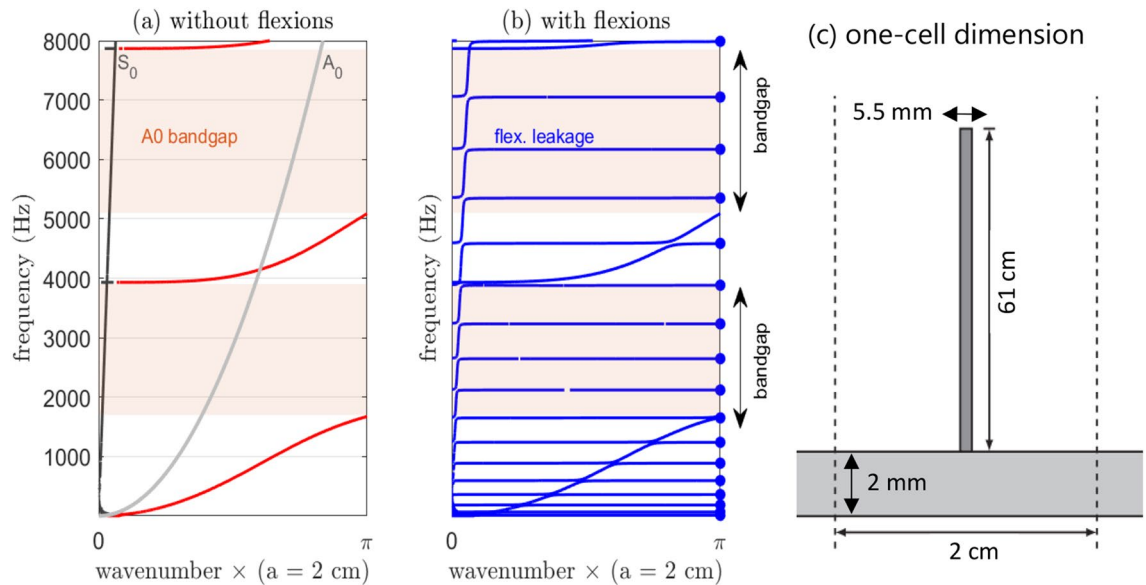 (a) without flexions
8000
7000
6000
5000
4000
3000
2000
1000
frequency (Hz)
S0
A0
A0 bandgap
0
π
wavenumber × (a = 2 cm)
(b) with flexions
frequency (Hz)
flex. leakage
bandgap
bandgap
0
π
wavenumber × (a = 2 cm)
(c) one-cell dimension
5.5 mm
61 cm
2 mm
2 cm